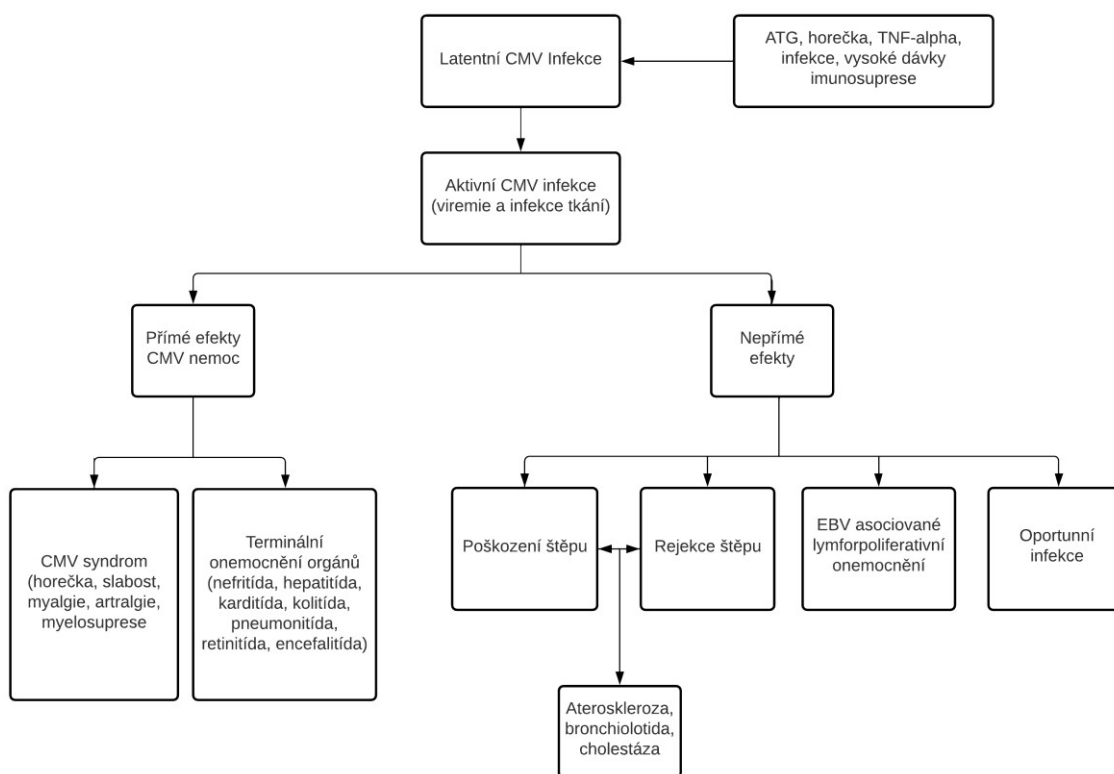 Latentní CMV Infekce
ATG, horečka, TNF-alpha,
infekce, vysoké dávky
imunosuprese
Aktivní CMV infekce
(viremie a infekce tkání)
Přímé efekty
CMV nemoc
Nepřímé
efekty
CMV syndrom
(horečka, slabost,
myalgie, artralgie,
myelosuprese
Terminální
onemocnění orgánů
(nefritída, hepatitída,
karditída, kolitída,
pneumonitída,
retinitída, encefalitída)
Poškození štěpu
Rejekce štěpu
EBV asociované
lymforpoliferativní
onemocnění
Oportunní
infekce
Ateroskleroza,
bronchiolotida,
cholestáza